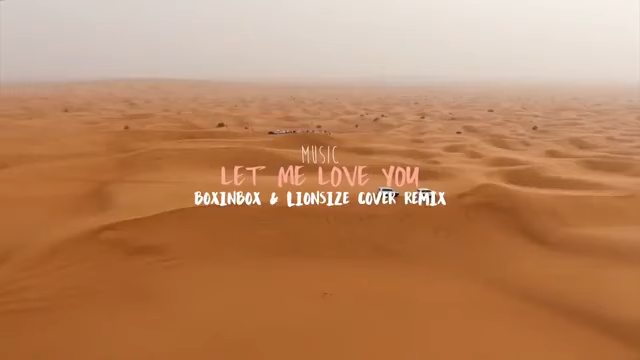 MUSIC
LET ME LOVE YOU
BOXINBOX & LIONSIZE COVER REMIX